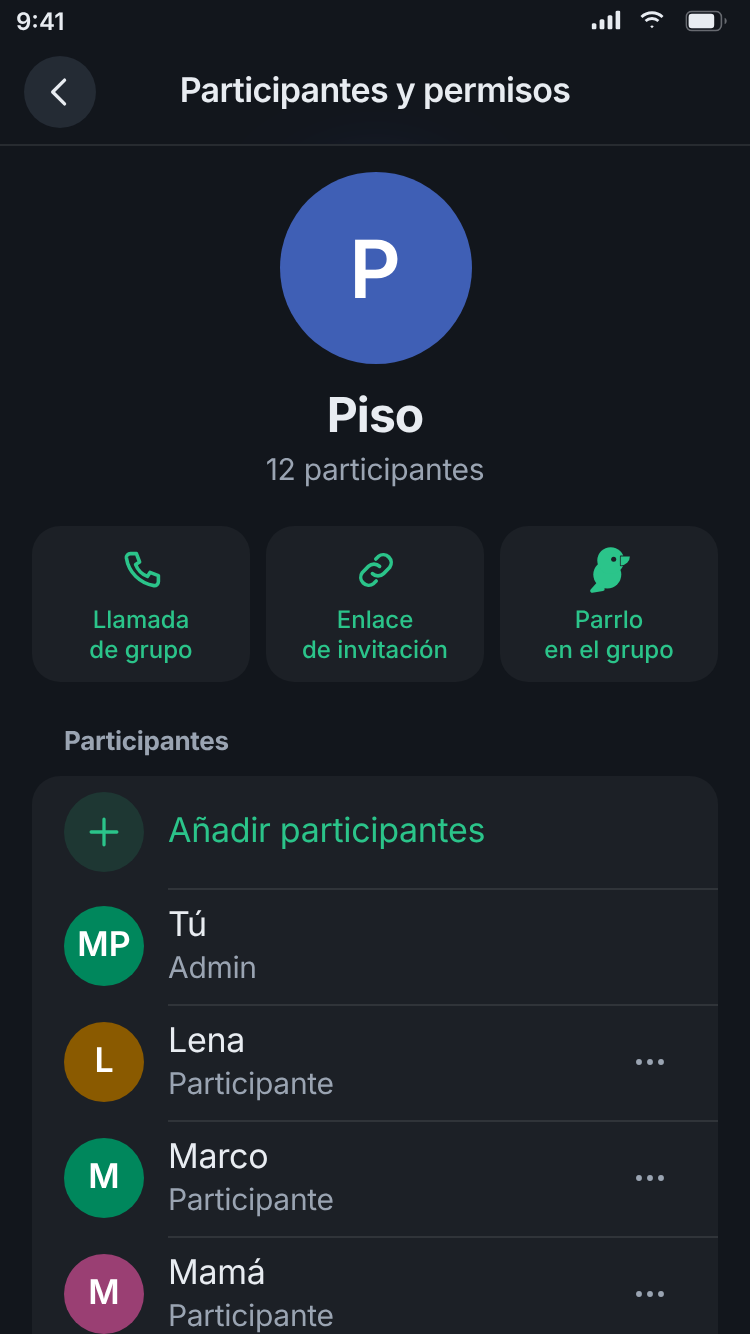 9:41
Participantes y permisos
P
Piso
12 participantes
Llamada
de grupo
Enlace
de invitación
Parrlo
en el grupo
Participantes
Añadir participantes
MP
Tú
Admin
L
Lena
Participante
M
Marco
Participante
M
Mamá
Participante